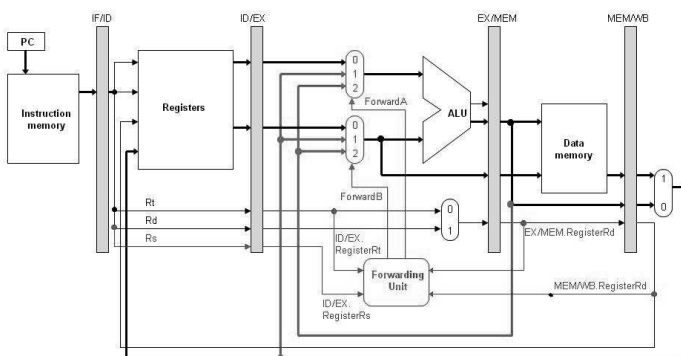 IF/ID
ID/EX
EX/MEM
MEM/WB
PC
Instruction
memory
Registers
0
1
2
ForwardA
ALU
0
1
2
Data
memory
1
0
ForwardB
Rt
Rd
Rs
0
1
ID/EX.
RegisterRt
EX/MEM.RegisterRd
Forwarding
Unit
ID/EX.
RegisterRs
MEM/WB.RegisterRd